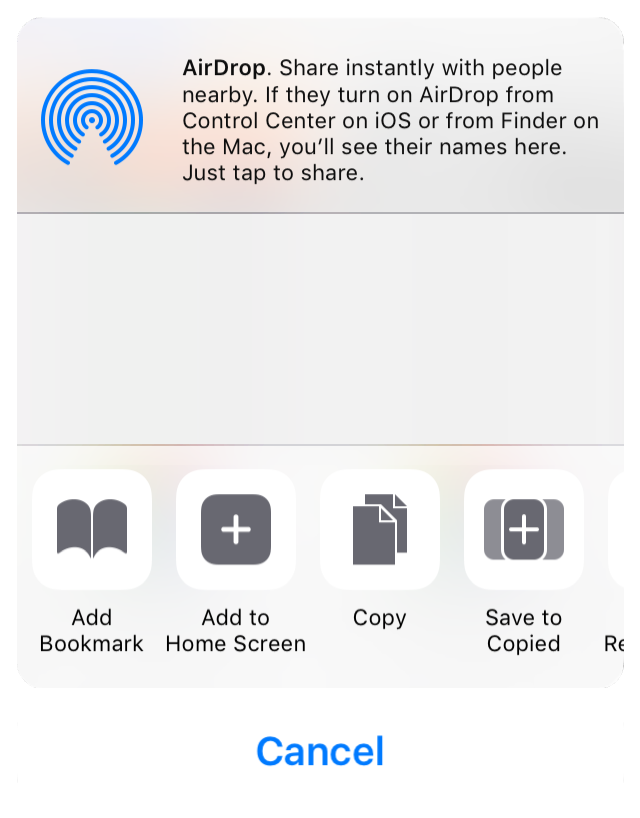 AirDrop. Share instantly with people
nearby. If they turn on AirDrop from
Control Center on iOS or from Finder on
the Mac, you’ll see their names here.
Just tap to share.
Add
Bookmark
Add to
Home Screen
Copy
Save to
Copied
Re
Cancel